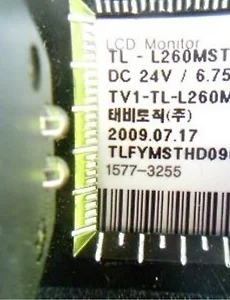 LCD Monitor
TL - L260MST
DC 24V / 6.75
TV1-TL-L260M
태비토직(주)
2009.07.17
TLFYMSTHD09
1577-3255